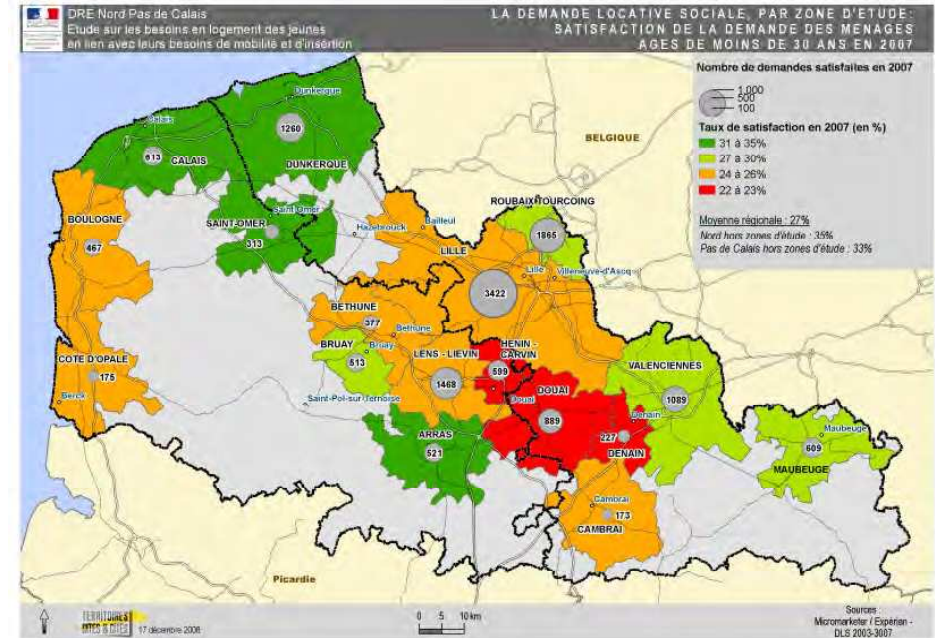 DRE Nord Pas de Calais
Etude sur les besoins en logement des jeunes
en lien avec leurs besoins de mobilité et d'insertion
LA DEMANDE LOCATIVE SOCIALE, PAR ZONE D'ETUDE:
SATISFACTION DE LA DEMANDE DES MENAGES
AGES DE MOINS DE 30 ANS EN 2007
Nombre de demandes satisfaites en 2007
1,000
500
100
Taux de satisfaction en 2007 (en %)
31 à 35%
27 à 30%
24 à 26%
22 à 23%
Moyenne régionale : 27%
Nord hors zones d'étude : 35%
Pas de Calais hors zones d'étude : 33%
BELGIQUE
Dunkerque
1260
DUNKERQUE
Calais
613
CALAIS
BOULOGNE
467
SAINT-OMER
Saint-Omer
313
Hazebrouck
Bailleul
LILLE
ROUBAIX-TOURCOING
1865
Lille
Villeneuve-d'Ascq
3422
BETHUNE
377
Bethune
BRUAY
Bruay
513
LENS - LIEVIN
1468
HENIN -
CARVIN
599
COTE D'OPALE
175
Berck
Saint-Pol-sur-Ternoise
DOUAI
Douai
889
VALENCIENNES
1089
Denain
227
DENAIN
ARRAS
521
Maubeuge
609
MAUBEUGE
Cambrai
173
CAMBRAI
Picardie
TERRITOIRES
SITES & CITES
17 décembre 2008
0 5 10 km
Sources :
Micromarketer / Experian -
DLS 2003-3007